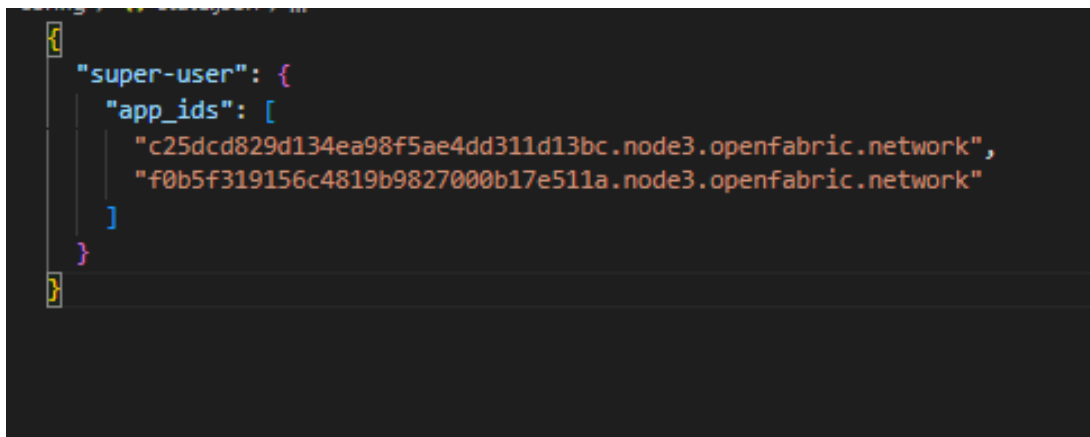 {
"super-user": {
"app_ids": [
"c25dcd829d134ea98f5ae4dd311d13bc.node3.openfabric.network",
"f0b5f319156c4819b9827000b17e511a.node3.openfabric.network"
]
}
}